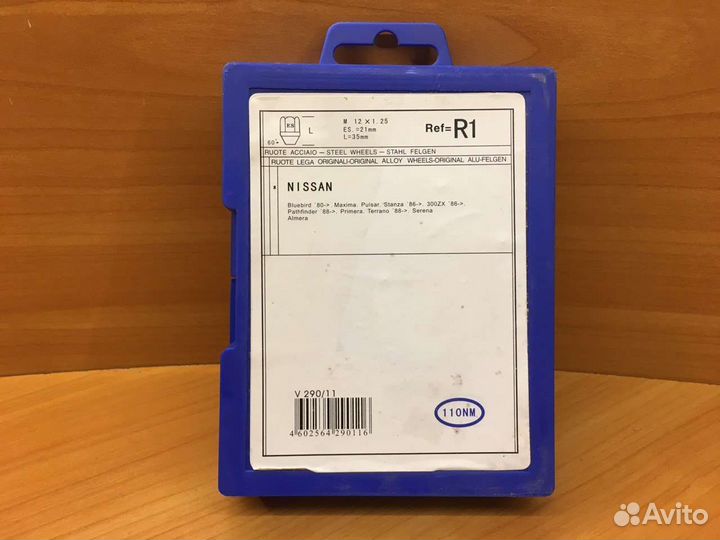 M 12×1.25
ES.=21mm
L=35mm
Ref=R1
ES
L
60°
RUOTE ACCIAIO — STEEL WHEELS — STAHL FELGEN
RUOTE LEGA ORIGINALI-ORIGINAL ALLOY WHEELS-ORIGINAL ALU-FELGEN
NISSAN
Bluebird ´80->. Maxima. Pulsar. Stanza ´86->. 300ZX ´86->.
Pathfinder ´88->. Primera. Terrano ´88->. Serena
Almera
V 290/11
4 602564 290116
110NM
Avito